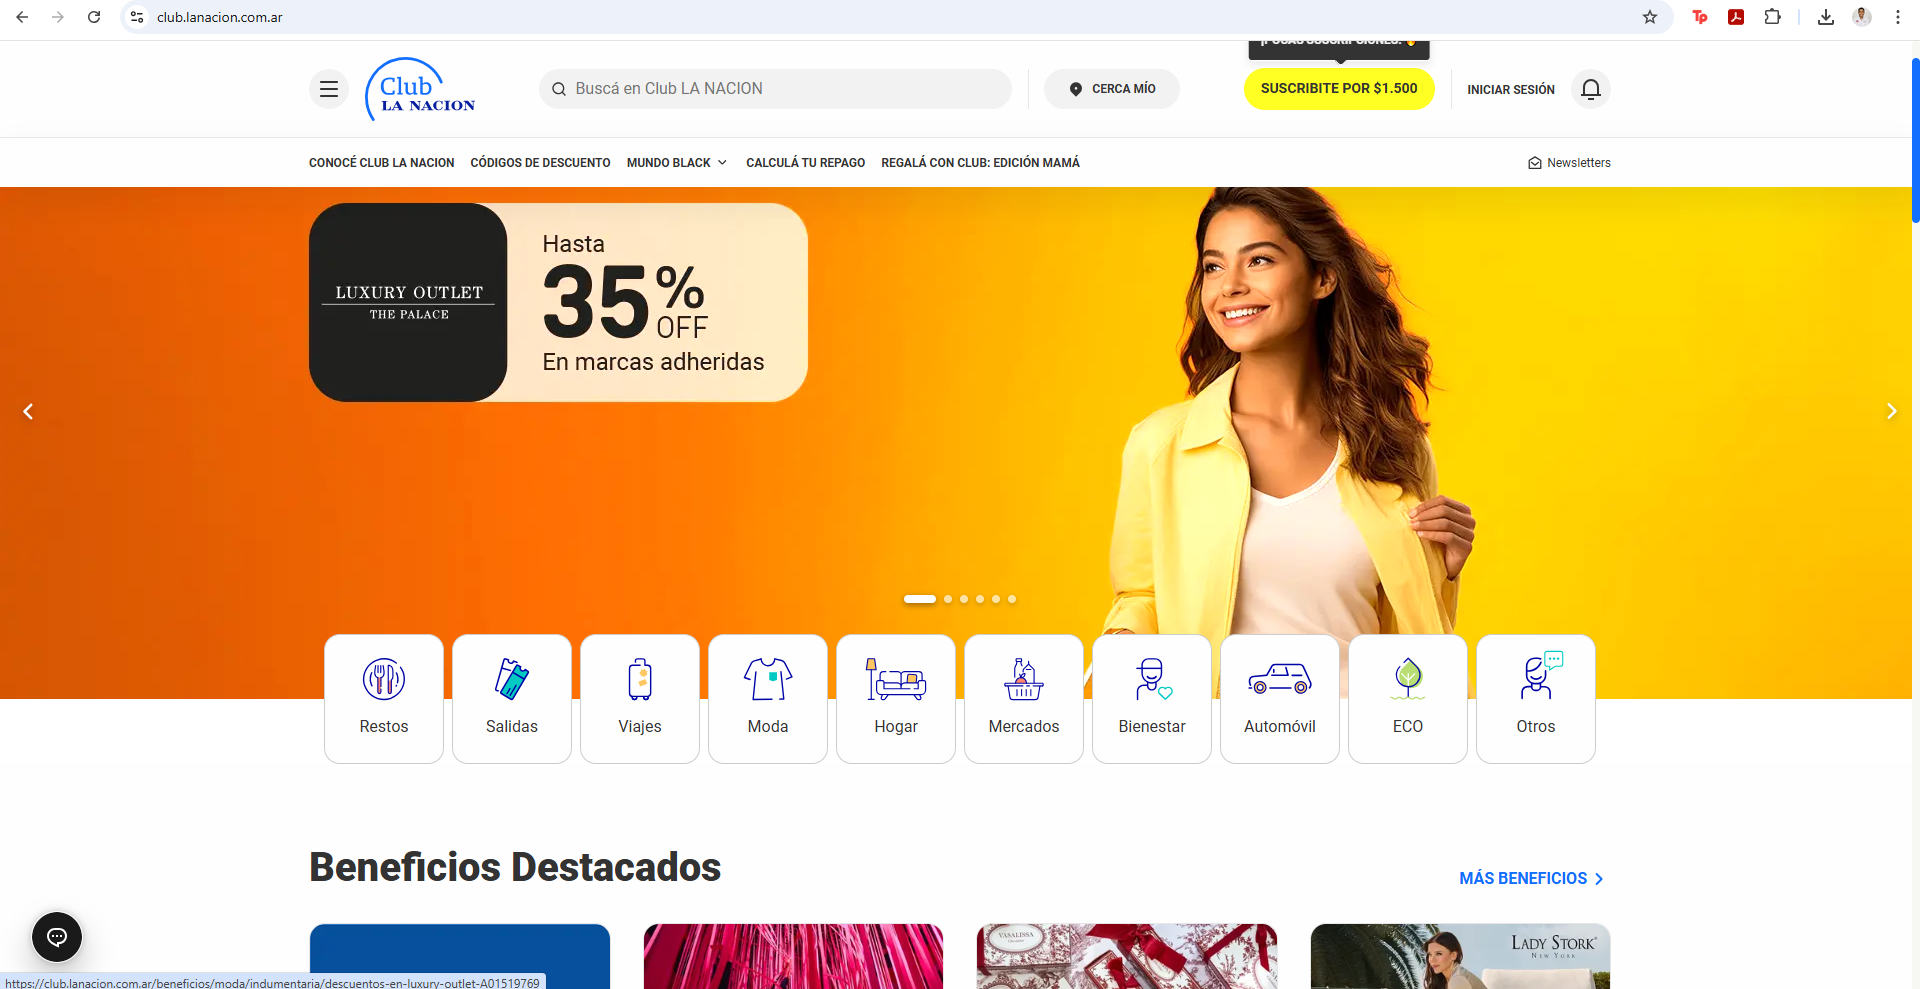 club.lanacion.com.ar
Club
LA NACION
Buscá en Club LA NACION
CERCA MÍO
SUSCRIBITE POR $1.500
INICIAR SESIÓN
CONOCÉ CLUB LA NACION
CÓDIGOS DE DESCUENTO
MUNDO BLACK
CALCULÁ TU REPAGO
REGALÁ CON CLUB: EDICIÓN MAMÁ
Newsletters
LUXURY OUTLET
THE PALACE
Hasta
35%
OFF
En marcas adheridas
Restos
Salidas
Viajes
Moda
Hogar
Mercados
Bienestar
Automóvil
ECO
Otros
Beneficios Destacados
MÁS BENEFICIOS
VASALISSA
LADY STORK
NEW YORK
https://club.lanacion.com.ar/beneficios/moda/indumentaria/descuentos-en-luxury-outlet-A01519769